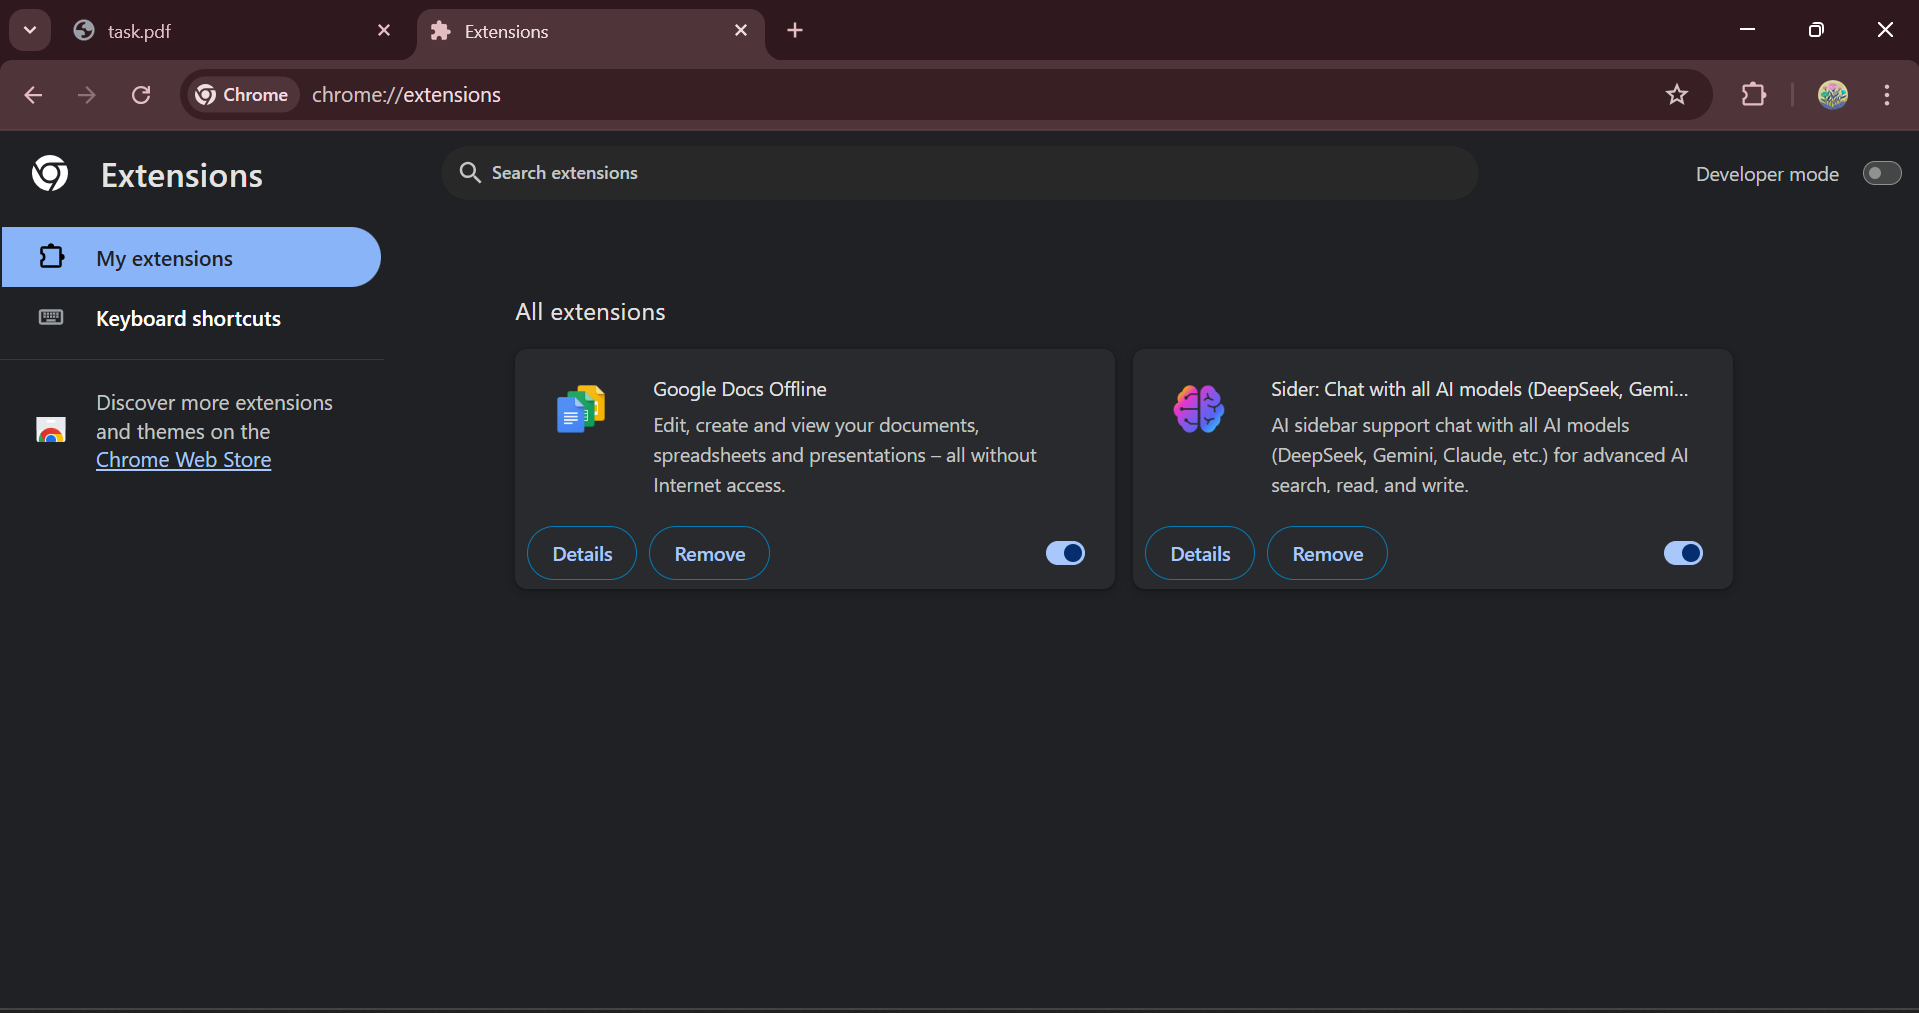 task.pdf
Extensions
Chrome
chrome://extensions
Extensions
Search extensions
Developer mode
My extensions
Keyboard shortcuts
Discover more extensions
and themes on the
Chrome Web Store
All extensions
Google Docs Offline
Edit, create and view your documents,
spreadsheets and presentations – all without
Internet access.
Details
Remove
Sider: Chat with all AI models (DeepSeek, Gemi...
AI sidebar support chat with all AI models
(DeepSeek, Gemini, Claude, etc.) for advanced AI
search, read, and write.
Details
Remove